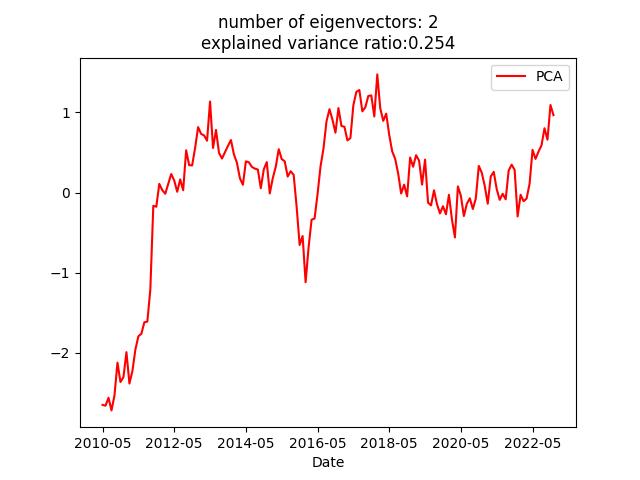 number of eigenvectors: 2
explained variance ratio:0.254
PCA
1
0
−1
−2
2010-05 2012-05 2014-05 2016-05 2018-05 2020-05 2022-05
Date